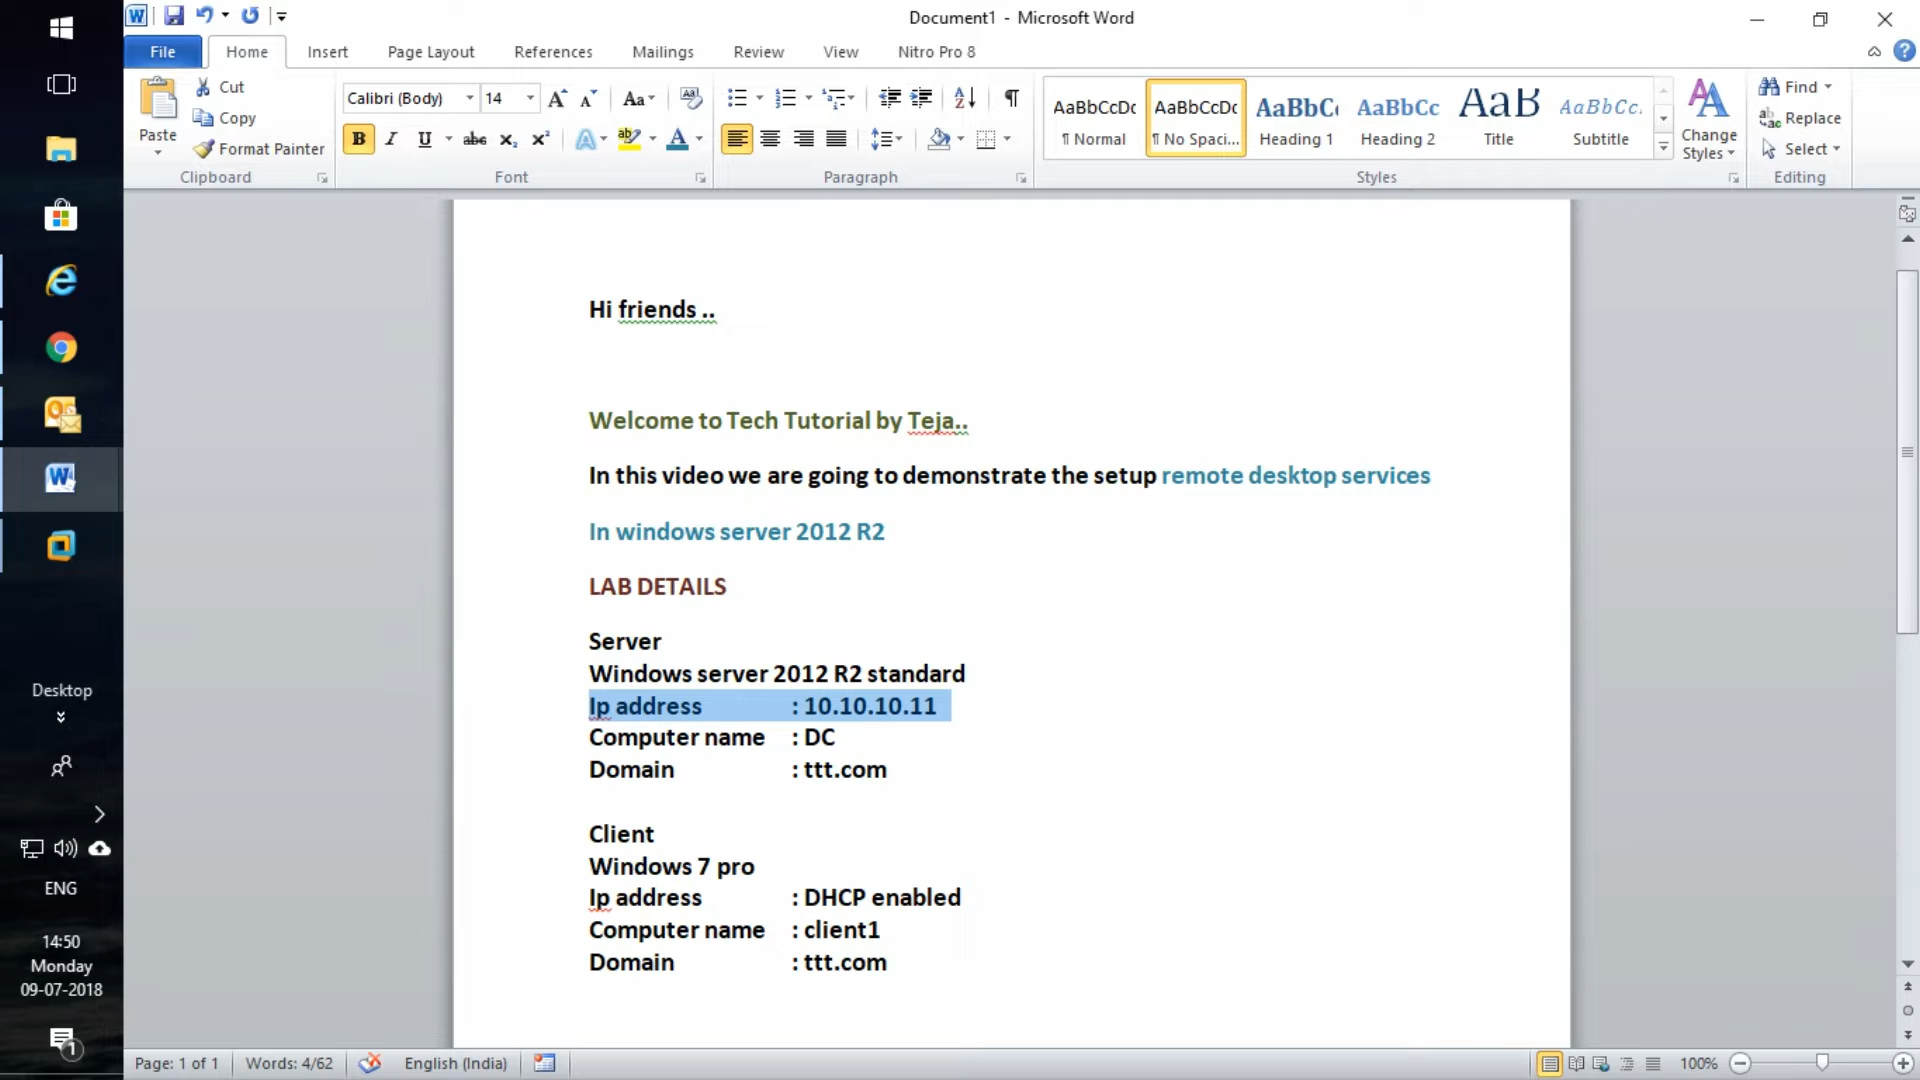 Document1 - Microsoft Word
File Home Insert Page Layout References Mailings Review View Nitro Pro 8
Paste
Cut
Copy
Format Painter
Clipboard
Calibri (Body) 14
Font
Paragraph
AaBbCcDc AaBbCcDc AaBbC AaBbCc AaB AaBbCc.
¶ Normal ¶ No Spaci... Heading 1 Heading 2 Title Subtitle
Styles
Change Styles
Find
Replace
Select
Editing
Hi friends ..
Welcome to Tech Tutorial by Teja..
In this video we are going to demonstrate the setup remote desktop services
In windows server 2012 R2
LAB DETAILS
Server
Windows server 2012 R2 standard
Ip address : 10.10.10.11
Computer name : DC
Domain : ttt.com
Client
Windows 7 pro
Ip address : DHCP enabled
Computer name : client1
Domain : ttt.com
Desktop
ENG
14:50
Monday
09-07-2018
1
Page: 1 of 1 Words: 4/62 English (India) 100%